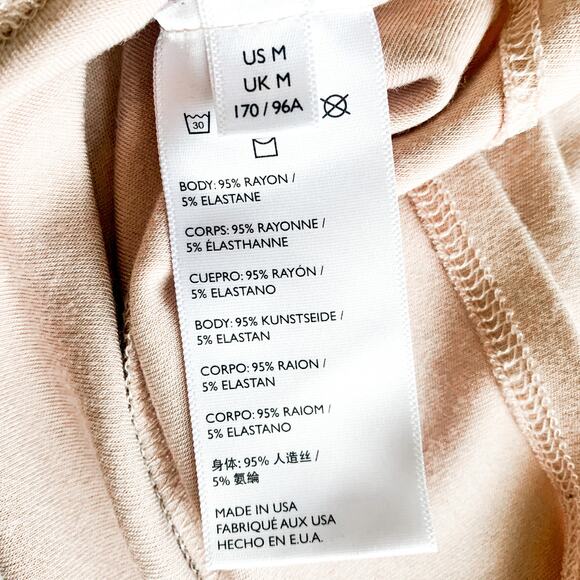 US M
UK M
170 / 96A
30
BODY: 95% RAYON /
5% ELASTANE
CORPS: 95% RAYONNE /
5% ÉLASTHANNE
CUEPRO: 95% RAYÓN /
5% ELASTANO
BODY: 95% KUNSTSEIDE /
5% ELASTAN
CORPO: 95% RAION /
5% ELASTAN
CORPO: 95% RAIOM /
5% ELASTANO
身体: 95% 人造丝 /
5% 氨綸
MADE IN USA
FABRIQUÉ AUX USA
HECHO EN E.U.A.